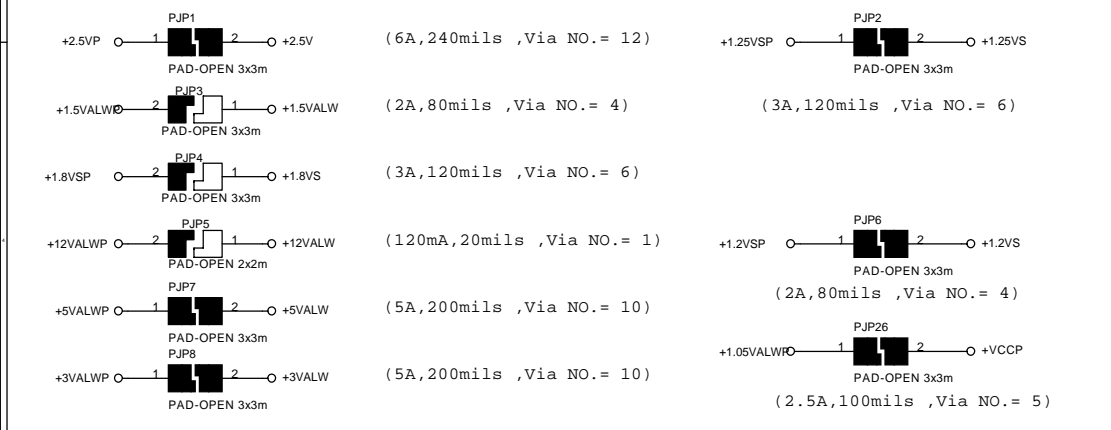 PJP1
+2.5VP 1 2 +2.5V (6A,240mils ,Via NO.= 12)
PAD-OPEN 3x3m
PJP2
+1.25VSP 1 2 +1.25VS
PAD-OPEN 3x3m
(3A,120mils ,Via NO.= 6)
PJP3
+1.5VALWP 2 1 +1.5VALW (2A,80mils ,Via NO.= 4)
PAD-OPEN 3x3m
PJP4
+1.8VSP 2 1 +1.8VS (3A,120mils ,Via NO.= 6)
PAD-OPEN 3x3m
PJP5
+12VALWP 2 1 +12VALW (120mA,20mils ,Via NO.= 1)
PAD-OPEN 2x2m
PJP6
+1.2VSP 1 2 +1.2VS
PAD-OPEN 3x3m
(2A,80mils ,Via NO.= 4)
PJP7
+5VALWP 1 2 +5VALW (5A,200mils ,Via NO.= 10)
PAD-OPEN 3x3m
PJP8
+3VALWP 1 2 +3VALW (5A,200mils ,Via NO.= 10)
PAD-OPEN 3x3m
PJP26
+1.05VALWP 1 2 +VCCP
PAD-OPEN 3x3m
(2.5A,100mils ,Via NO.= 5)